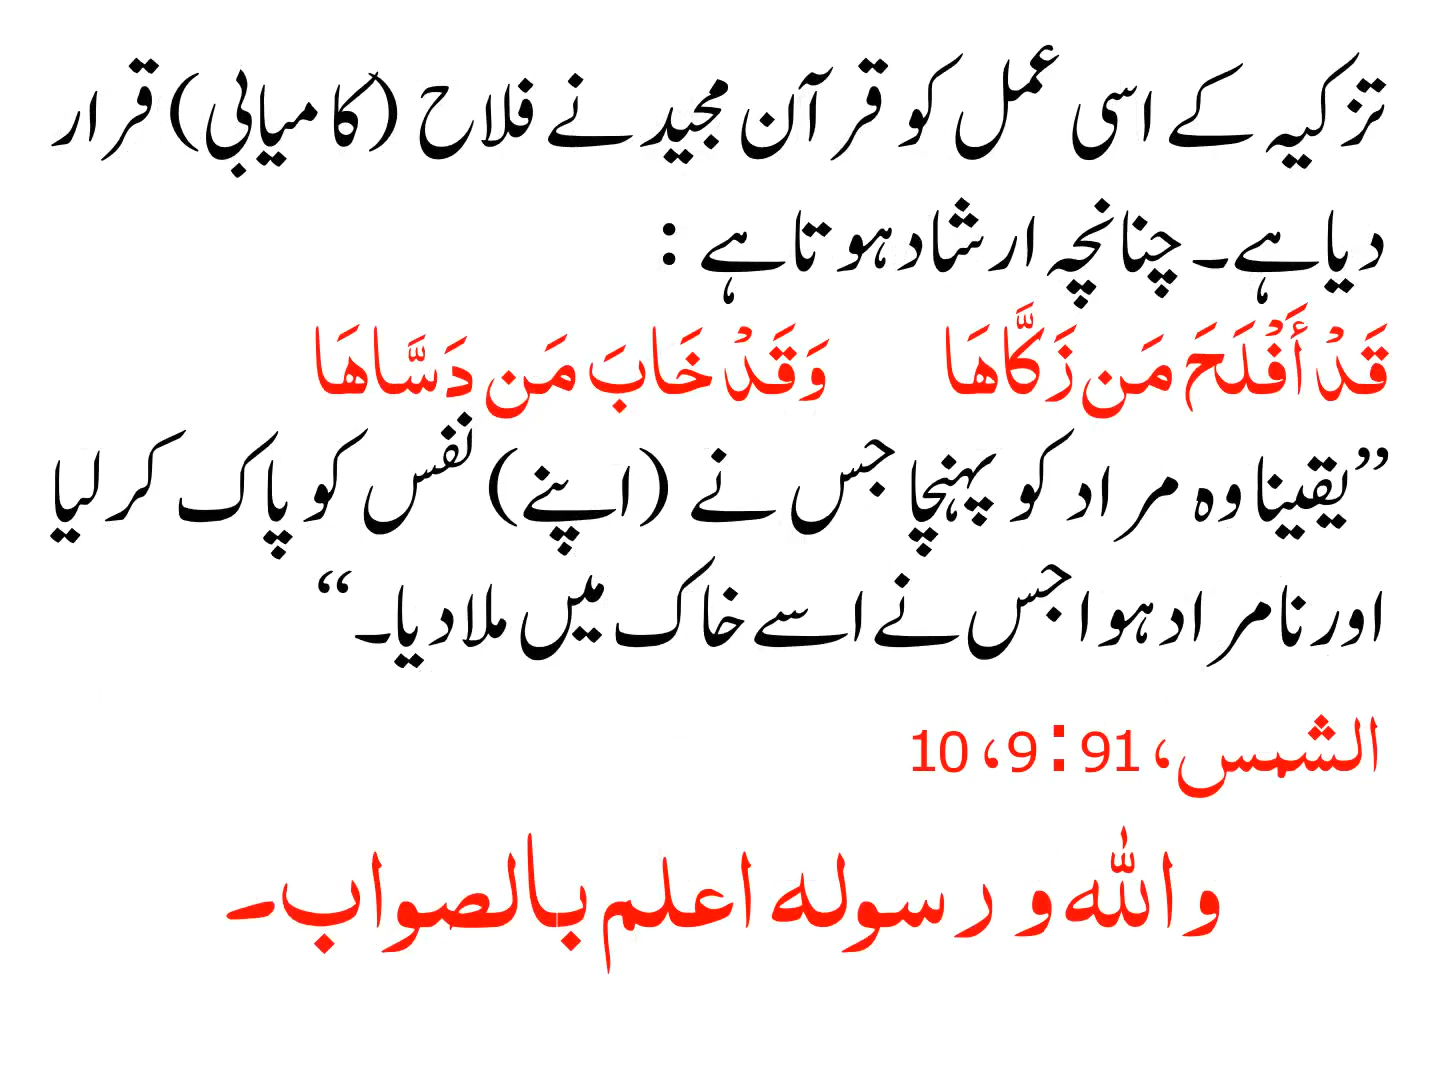 تزکیہ کے اسی عمل کو قرآن مجید نے فلاح (کامیابی) قرار
دیا ہے۔ چنانچہ ارشاد ہوتا ہے :
قَدْ أَفْلَحَ مَن زَكَّاهَا وَقَدْ خَابَ مَن دَسَّاهَا
”یقینا وہ مراد کو پہنچا جس نے (اپنے) نفس کو پاک کر لیا
اور نامراد ہوا جس نے اسے خاک میں ملا دیا۔“
الشمس، 91 : 9، 10
واللہ و رسولہ اعلم بالصواب۔